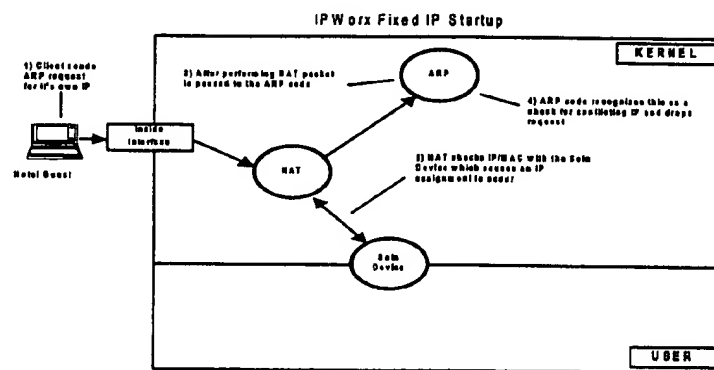 IPWorx Fixed IP Startup
KERNEL
1) Client sends
ARP request
for it's own IP
3) After performing NAT packet
is passed to the ARP code
ARP
4) ARP code recognizes this as a
check for conflicting IP and drops
request
Inside
Interface
Hotel Guest
NAT
2) NAT checks IP/MAC with the Soln
Device which causes an IP
assignment to occur
Soln
Device
USER